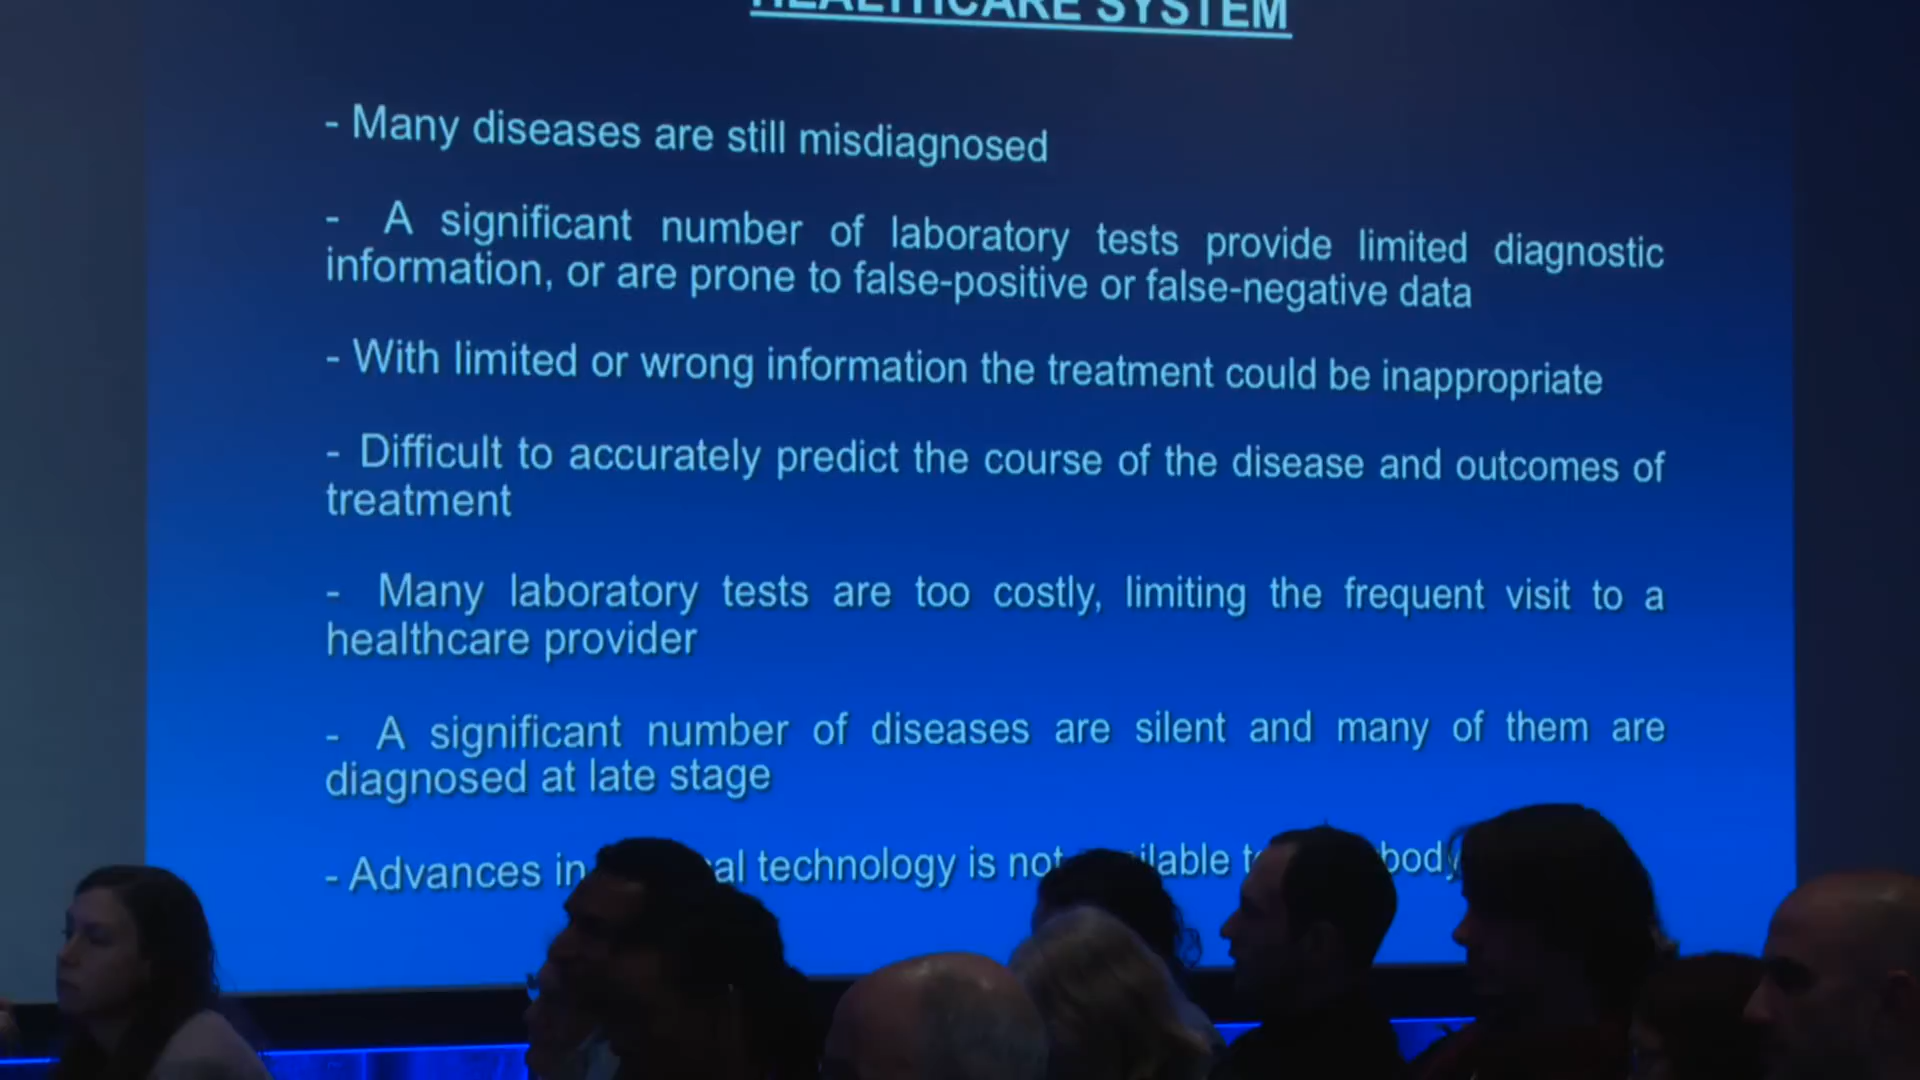 HEALTHCARE SYSTEM
- Many diseases are still misdiagnosed
- A significant number of laboratory tests provide limited diagnostic
information, or are prone to false-positive or false-negative data
- With limited or wrong information the treatment could be inappropriate
- Difficult to accurately predict the course of the disease and outcomes of
treatment
- Many laboratory tests are too costly, limiting the frequent visit to a
healthcare provider
- A significant number of diseases are silent and many of them are
diagnosed at late stage
- Advances in technology is not